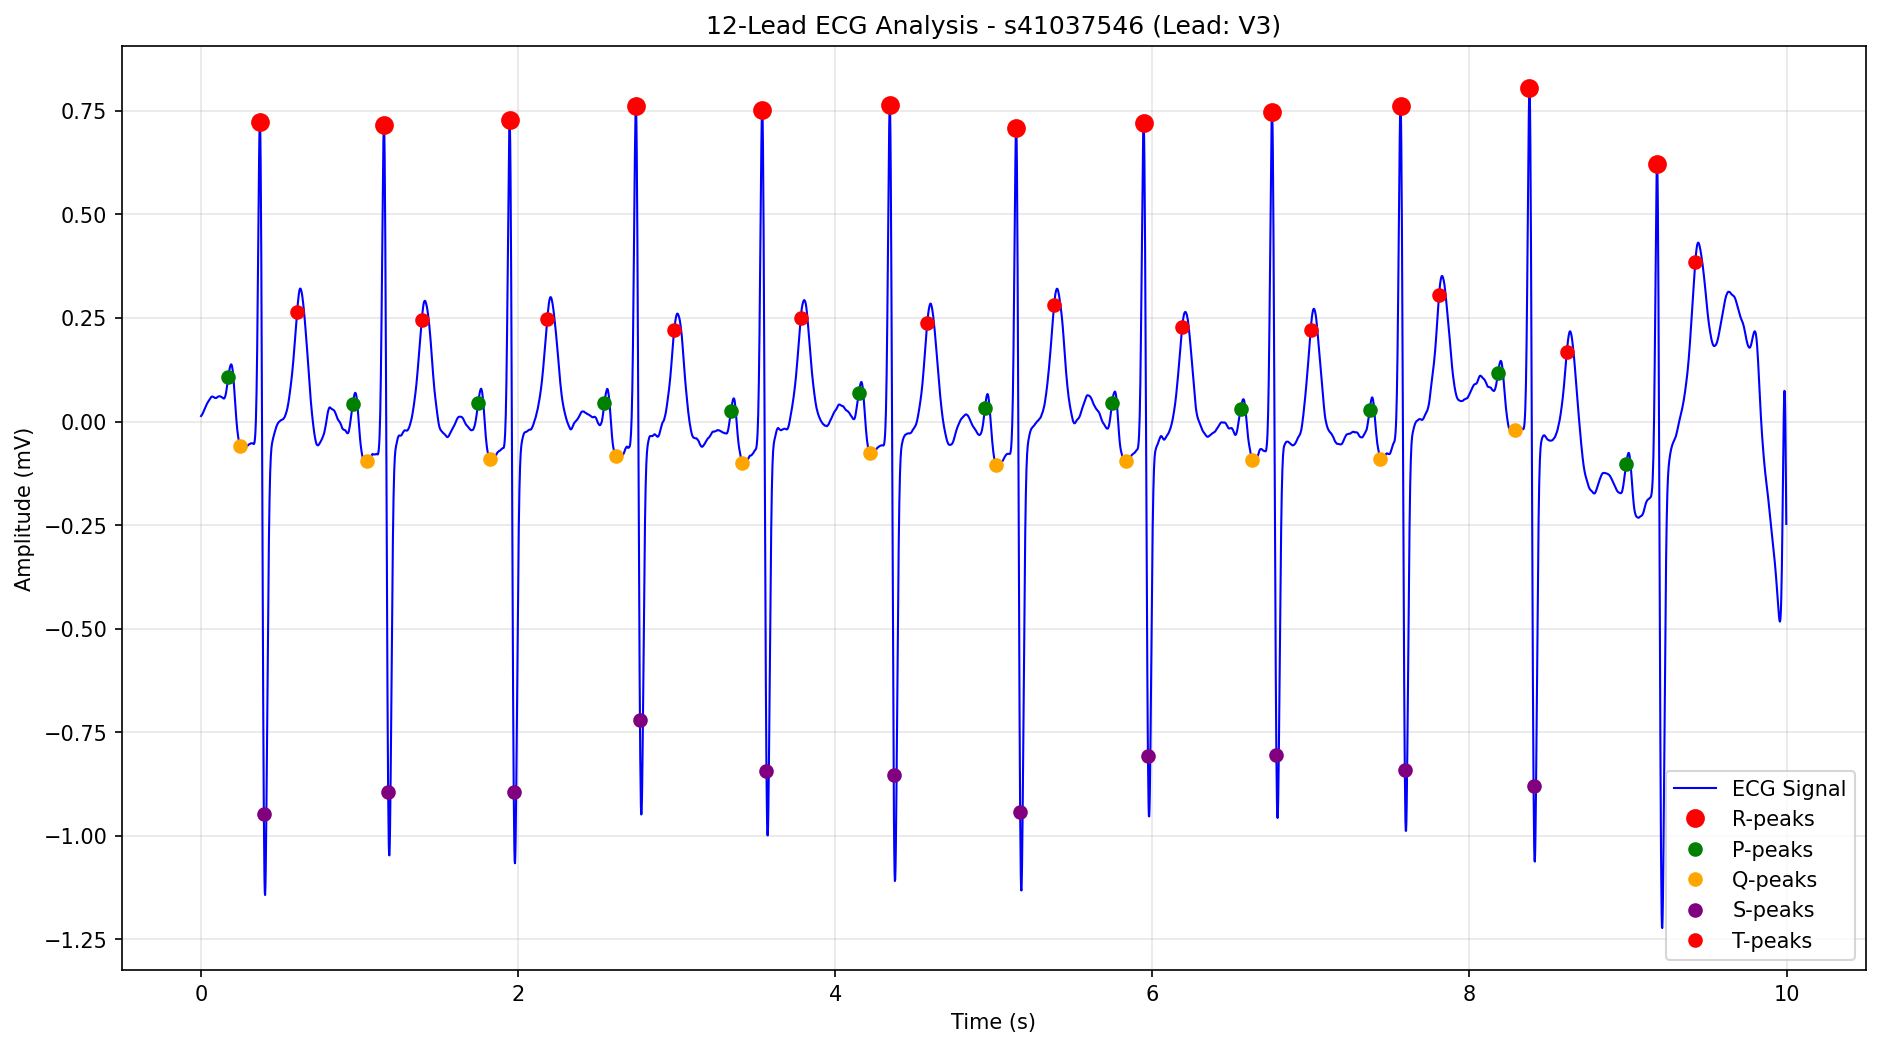 12-Lead ECG Analysis - s41037546 (Lead: V3)
Amplitude (mV)
0.75
0.50
0.25
0.00
−0.25
−0.50
−0.75
−1.00
−1.25
0 2 4 6 8 10
Time (s)
ECG Signal
R-peaks
P-peaks
Q-peaks
S-peaks
T-peaks